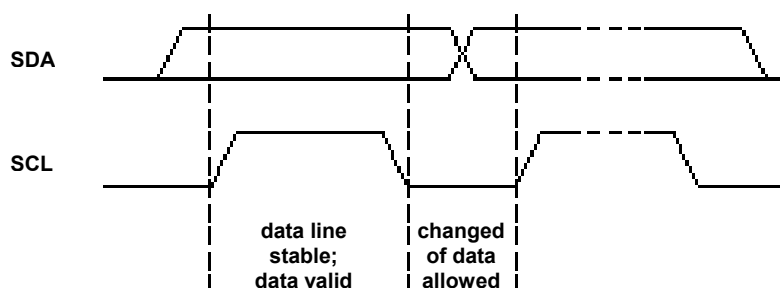 SDA
SCL
data line
stable;
data valid
changed
of data
allowed